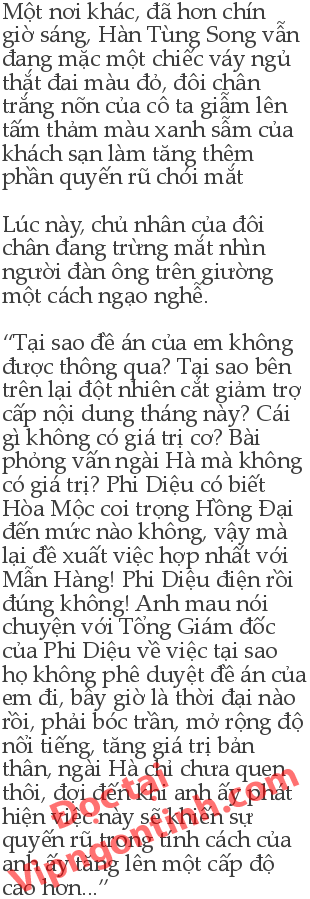 Một nơi khác, đã hơn chín
giờ sáng, Hàn Tùng Song vẫn
đang mặc một chiếc váy ngủ
thắt đai màu đỏ, đôi chân
trắng nõn của cô ta giẫm lên
tấm thảm màu xanh sẫm của
khách sạn làm tăng thêm
phần quyến rũ chói mắt
Lúc này, chủ nhân của đôi
chân đang trừng mắt nhìn
người đàn ông trên giường
một cách ngạo nghễ.
“Tại sao đề án của em không
được thông qua? Tại sao bên
trên lại đột nhiên cắt giảm trợ
cấp nội dung tháng này? Cái
gì không có giá trị cơ? Bài
phỏng vấn ngài Hà mà không
có giá trị? Phi Diệu có biết
Hòa Mộc coi trọng Hồng Đại
đến mức nào không, vậy mà
lại đề xuất việc hợp nhất với
Mẫn Hàng! Phi Diệu điện rồi
đúng không! Anh mau nói
chuyện với Tổng Giám đốc
của Phi Diệu về việc tại sao
họ không phê duyệt đề án của
em đi, bây giờ là thời đại nào
rồi, phải bóc trần, mở rộng độ
nổi tiếng, tăng giá trị bản
thân, ngài Hà chỉ chưa quen
thôi, đợi đến khi anh ấy phát
hiện việc này sẽ khiến sự
quyến rũ trong tính cách của
anh ấy tăng lên một cấp độ
cao hơn...”
Đọc tại
Vipngontinh.com